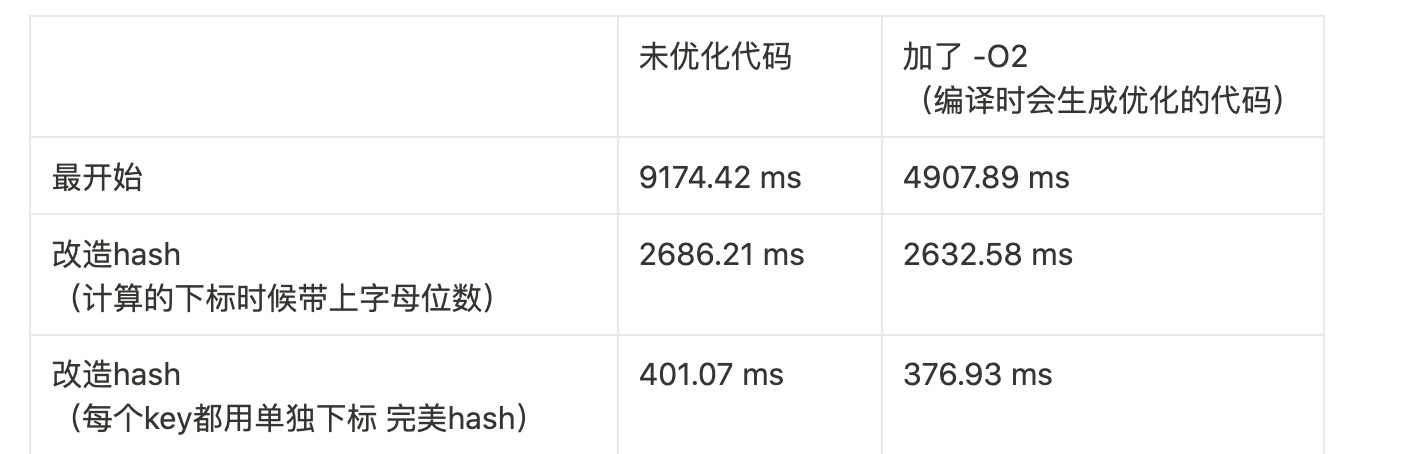 未优化代码
加了 -O2
（编译时会生成优化的代码）
最开始
9174.42 ms
4907.89 ms
改造hash
（计算的下标时候带上字母位数）
2686.21 ms
2632.58 ms
改造hash
（每个key都用单独下标 完美hash）
401.07 ms
376.93 ms